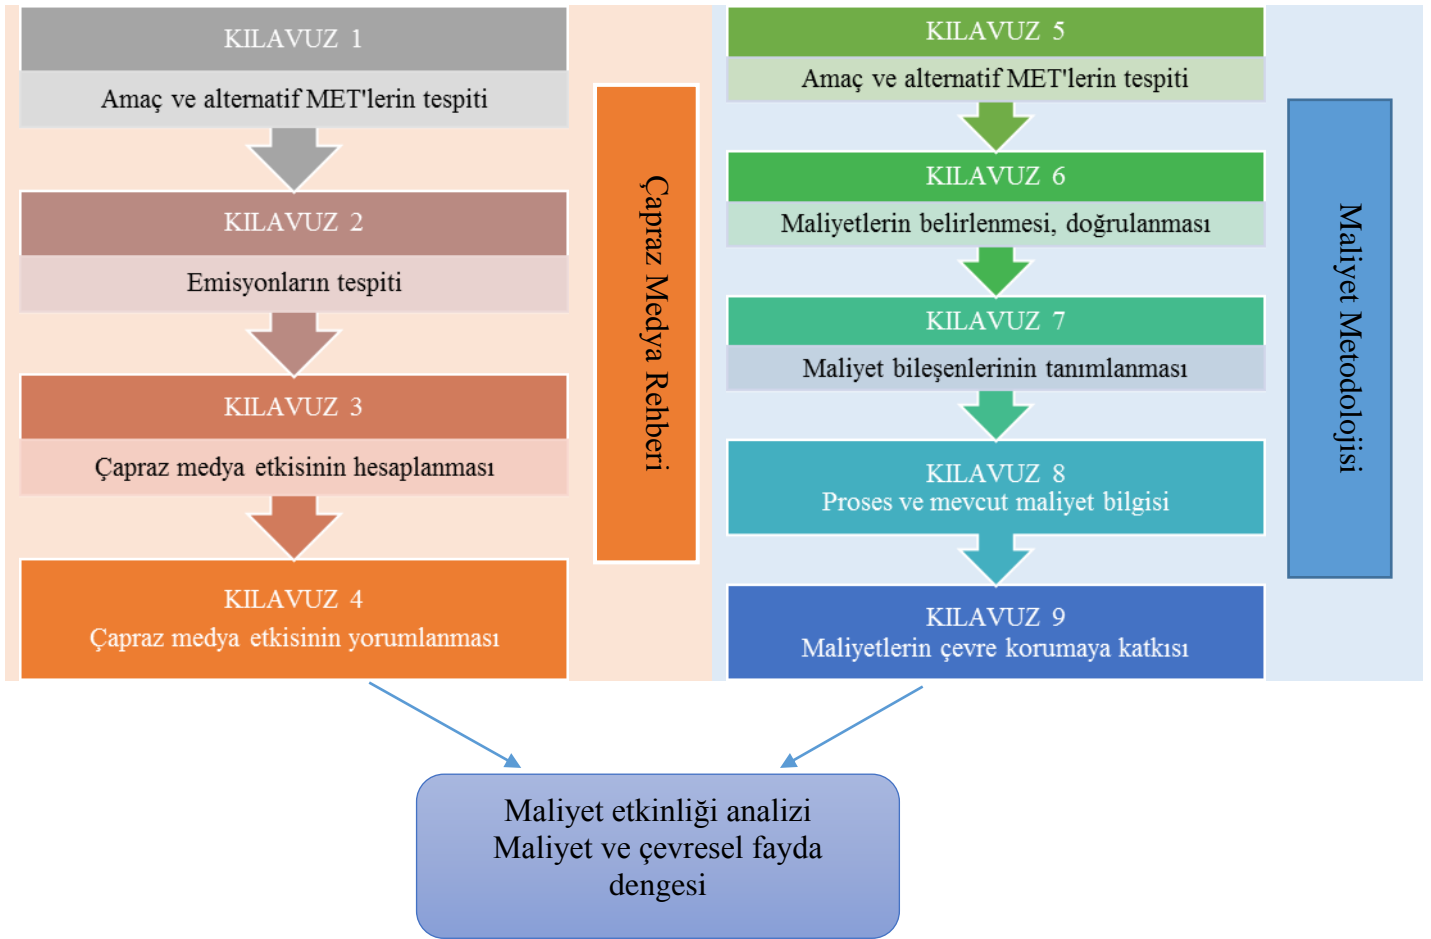 KILAVUZ 1
Amaç ve alternatif MET'lerin tespiti
KILAVUZ 2
Emisyonların tespiti
KILAVUZ 3
Çapraz medya etkisinin hesaplanması
KILAVUZ 4
Çapraz medya etkisinin yorumlanması
Çapraz Medya Rehberi
KILAVUZ 5
Amaç ve alternatif MET'lerin tespiti
KILAVUZ 6
Maliyetlerin belirlenmesi, doğrulanması
KILAVUZ 7
Maliyet bileşenlerinin tanımlanması
KILAVUZ 8
Proses ve mevcut maliyet bilgisi
KILAVUZ 9
Maliyetlerin çevre korumaya katkısı
Maliyet Metodolojisi
Maliyet etkinliği analizi
Maliyet ve çevresel fayda
dengesi